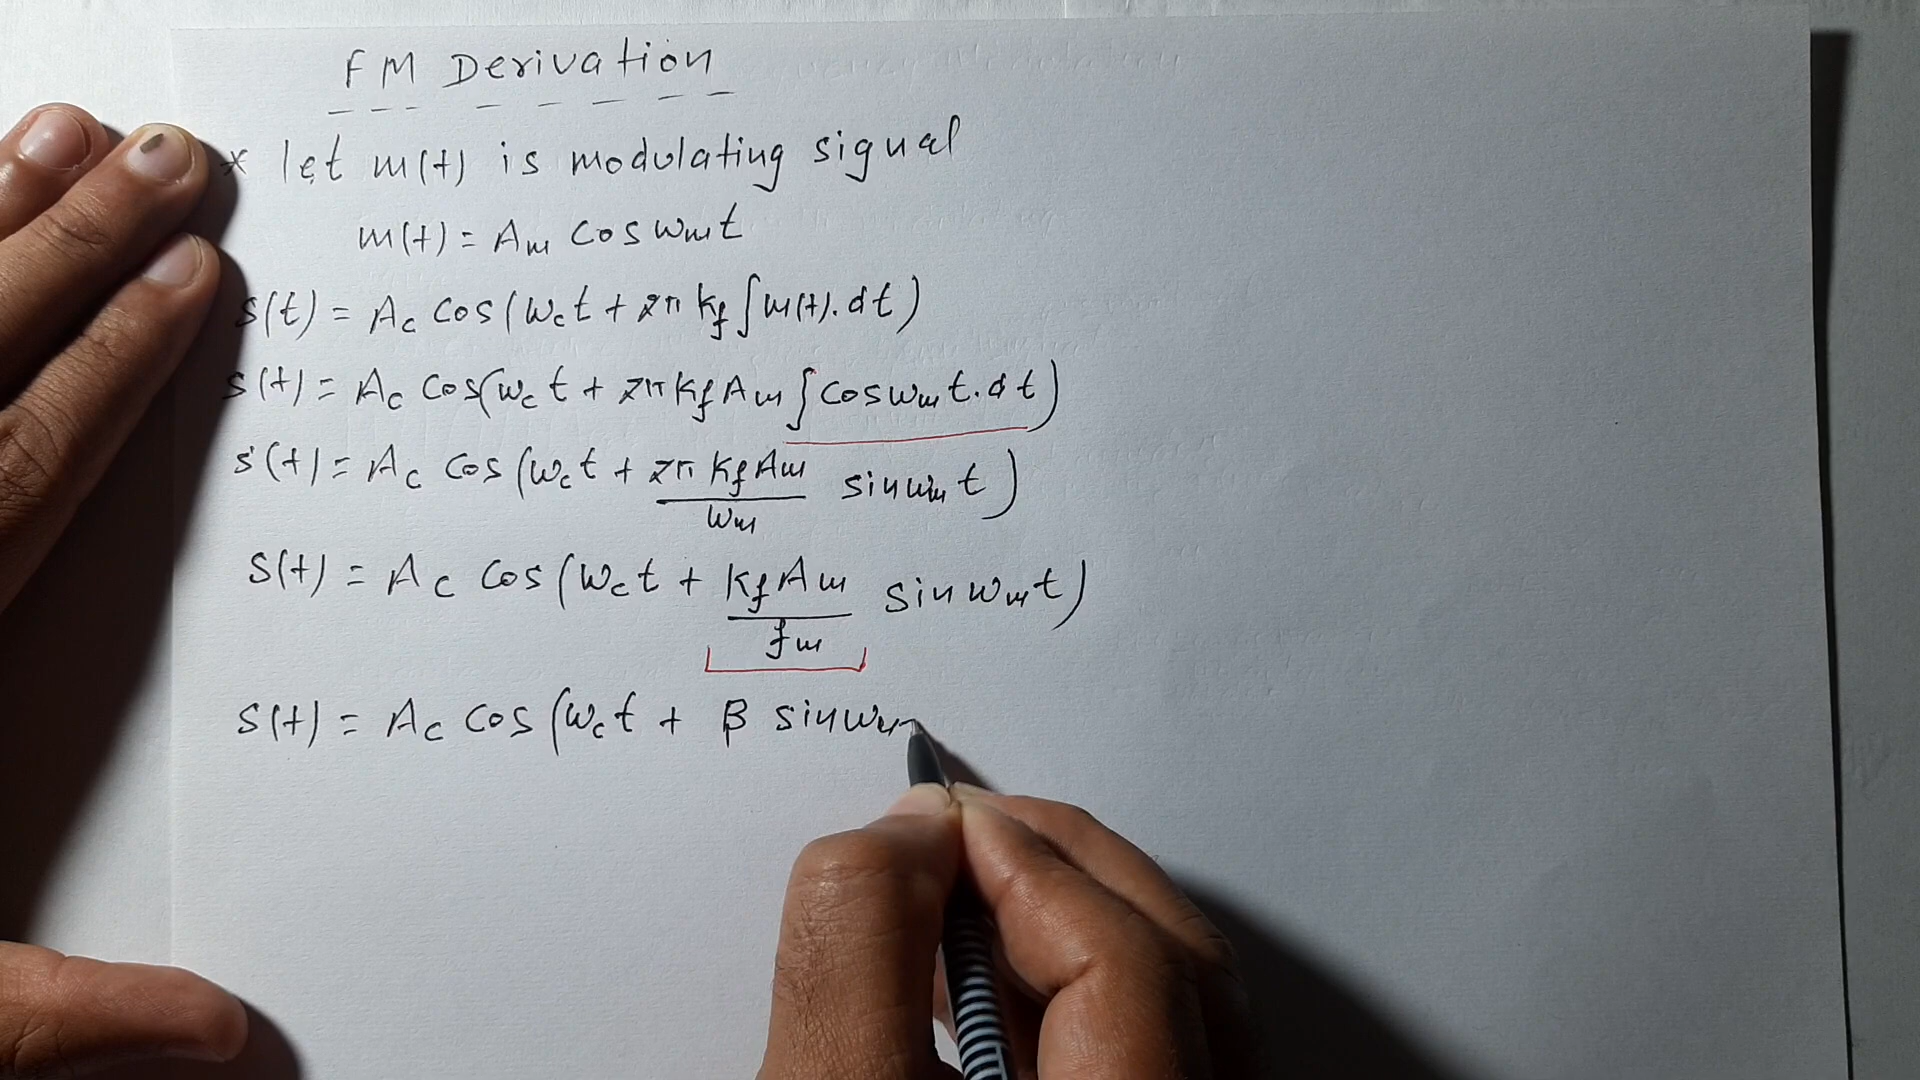 FM Derivation
* let m(t) is modulating signal
m(t) = Am cos wmt
s(t) = Ac cos(wct + 2π kf ∫m(t).dt)
s(t) = Ac cos(wct + 2π kf Am ∫cos wmt.dt)
s(t) = Ac cos(wct + 2π kf Am / wm sin wmt)
s(t) = Ac cos(wct + kf Am / fm sin wmt)
s(t) = Ac cos(wct + β sin wm